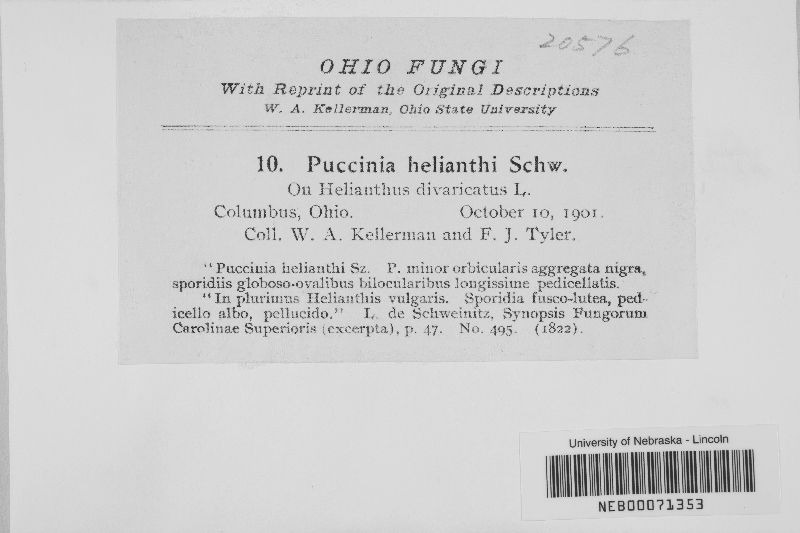 20576
OHIO FUNGI
With Reprint of the Original Descriptions
W. A. Kellerman, Ohio State University
10. Puccinia helianthi Schw.
On Helianthus divaricatus L.
Columbus, Ohio. October 10, 1901.
Coll. W. A. Kellerman and F. J. Tyler.
"Puccinia helianthi Sz. P. minor orbicularis aggregata nigra,
sporidiis globoso-ovalibus bilocularibus longissime pedicellatis.
"In plurimus Helianthis vulgaris. Sporidia fusco-lutea, ped-
icello albo, pellucido." L. de Schweinitz, Synopsis Fungorum
Carolinae Superioris (excerpta), p. 47. No. 495. (1822).
University of Nebraska - Lincoln
NEB00071353